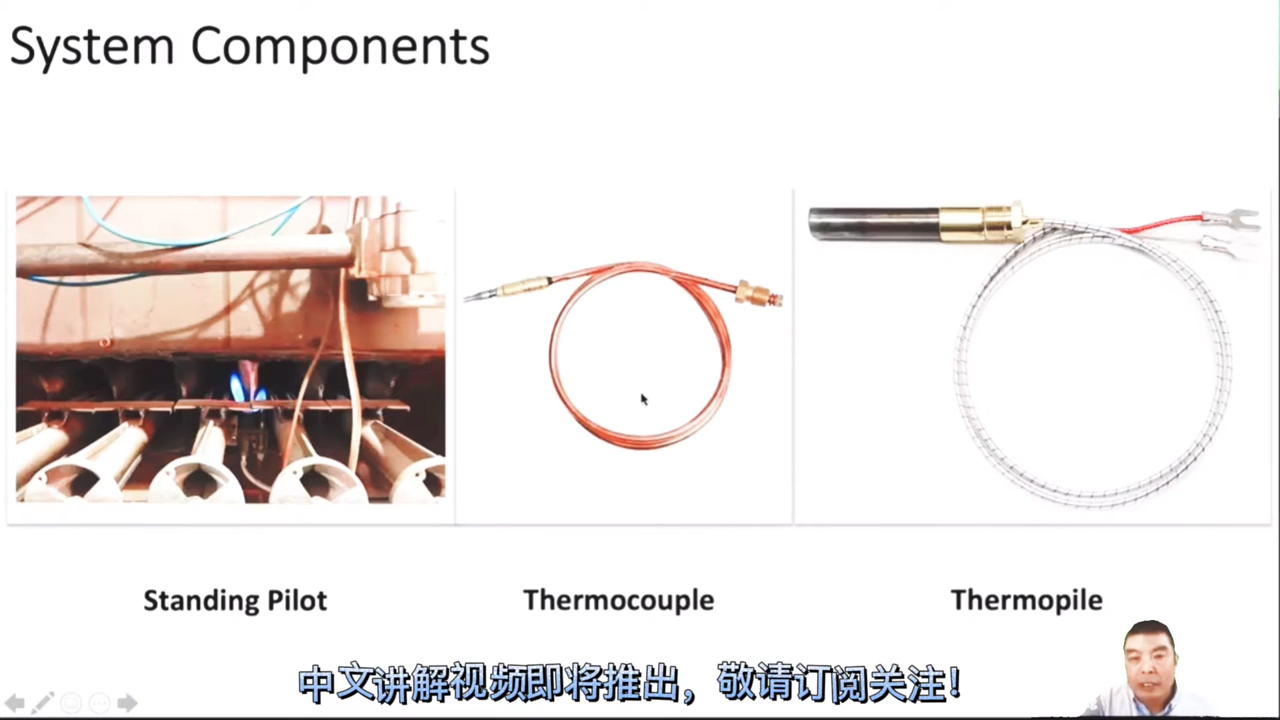 System Components
Standing Pilot
Thermocouple
Thermopile
中文讲解视频即将推出，敬请订阅关注！